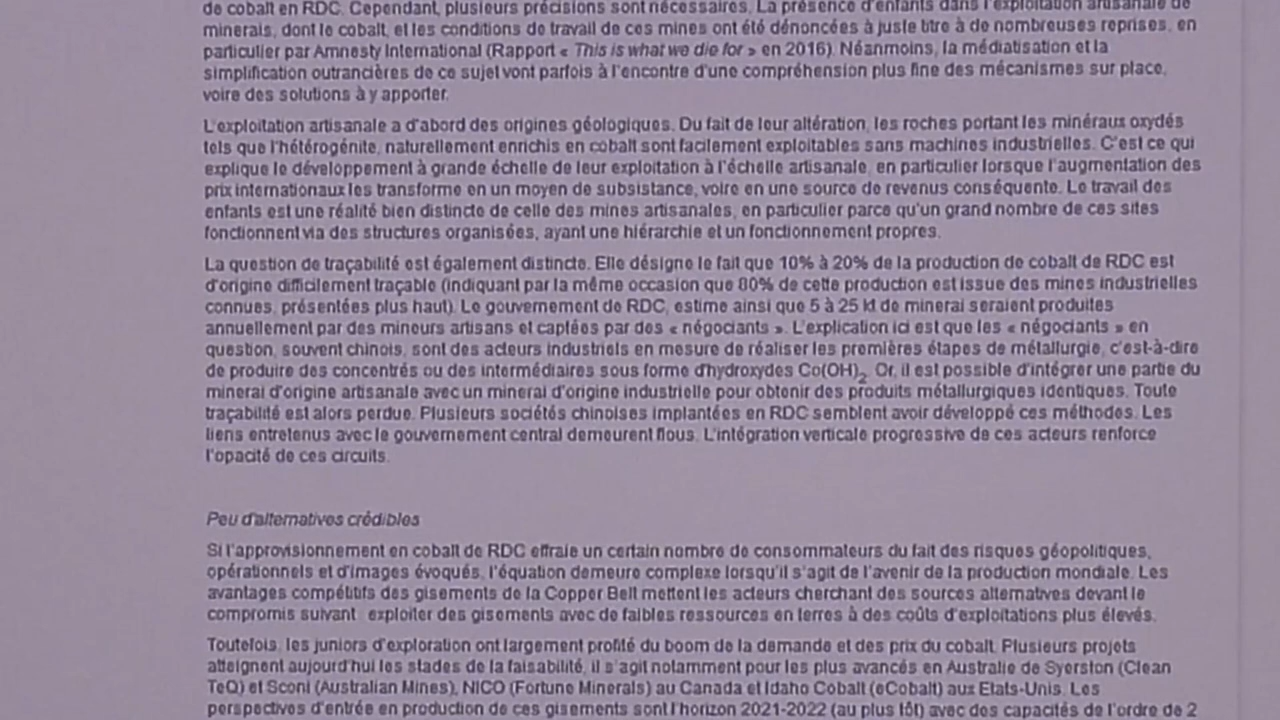 de cobalt en RDC. Cependant, plusieurs précisions sont nécessaires. La présence d'enfants dans l'exploitation artisanale de
minerais, dont le cobalt, et les conditions de travail de ces mines ont été dénoncées à juste titre à de nombreuses reprises, en
particulier par Amnesty International (Rapport « This is what we die for » en 2016). Néanmoins, la médiatisation et la
simplification outrancières de ce sujet vont parfois à l'encontre d'une compréhension plus fine des mécanismes sur place,
voire des solutions à y apporter.
L'exploitation artisanale a d'abord des origines géologiques. Du fait de leur altération, les roches portant les minéraux oxydés
tels que l'hétérogénite, naturellement enrichis en cobalt sont facilement exploitables sans machines industrielles. C'est ce qui
explique le développement à grande échelle de leur exploitation à l'échelle artisanale, en particulier lorsque l'augmentation des
prix internationaux les transforme en un moyen de subsistance, voire en une source de revenus conséquente. Le travail des
enfants est une réalité bien distincte de celle des mines artisanales, en particulier parce qu'un grand nombre de ces sites
fonctionnent via des structures organisées, ayant une hiérarchie et un fonctionnement propres.
La question de traçabilité est également distincte. Elle désigne le fait que 10% à 20% de la production de cobalt de RDC est
d'origine difficilement traçable (indiquant par la même occasion que 80% de cette production est issue des mines industrielles
connues, présentées plus haut). Le gouvernement de RDC, estime ainsi que 5 à 25 kt de minerai seraient produites
annuellement par des mineurs artisans et captées par des « négociants ». L'explication ici est que les « négociants » en
question, souvent chinois, sont des acteurs industriels en mesure de réaliser les premières étapes de métallurgie, c'est-à-dire
de produire des concentrés ou des intermédiaires sous forme d'hydroxydes Co(OH)2. Or, il est possible d'intégrer une partie du
minerai d'origine artisanale avec un minerai d'origine industrielle pour obtenir des produits métallurgiques identiques. Toute
traçabilité est alors perdue. Plusieurs sociétés chinoises implantées en RDC semblent avoir développé ces méthodes. Les
liens entretenus avec le gouvernement central demeurent flous. L'intégration verticale progressive de ces acteurs renforce
l'opacité de ces circuits.
Peu d'alternatives crédibles
Si l'approvisionnement en cobalt de RDC effraie un certain nombre de consommateurs du fait des risques géopolitiques,
opérationnels et d'images évoqués, l'équation demeure complexe lorsqu'il s'agit de l'avenir de la production mondiale. Les
avantages compétitifs des gisements de la Copper Belt mettent les acteurs cherchant des sources alternatives devant le
compromis suivant : exploiter des gisements avec de faibles ressources en terres à des coûts d'exploitations plus élevés.
Toutefois, les juniors d'exploration ont largement profité du boom de la demande et des prix du cobalt. Plusieurs projets
atteignent aujourd'hui les stades de la faisabilité, il s'agit notamment pour les plus avancés en Australie de Syerston (Clean
TeQ) et Sconi (Australian Mines), NICO (Fortune Minerals) au Canada et Idaho Cobalt (eCobalt) aux Etats-Unis. Les
perspectives d'entrée en production de ces gisements sont l'horizon 2021-2022 (au plus tôt) avec des capacités de l'ordre de 2